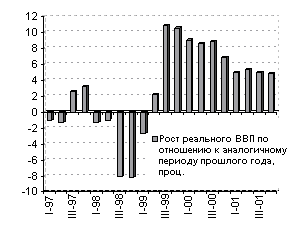 12
10
8
6
4
2
0
-2
-4
-6
-8
-10
Рост реального ВВП по
отношению к аналогичному
периоду прошлого года,
проц.
I-97
III-97
I-98
III-98
I-99
III-99
I-00
III-00
I-01
III-01